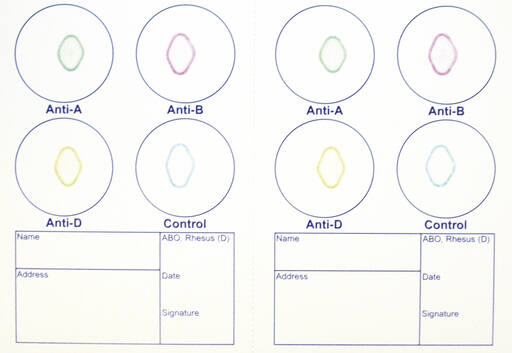 Anti-A Anti-B Anti-A Anti-B
Anti-D Control Anti-D Control
Name ABO, Rhesus (D) Name ABO, Rhesus (D)
Address Date Address Date
Signature Signature